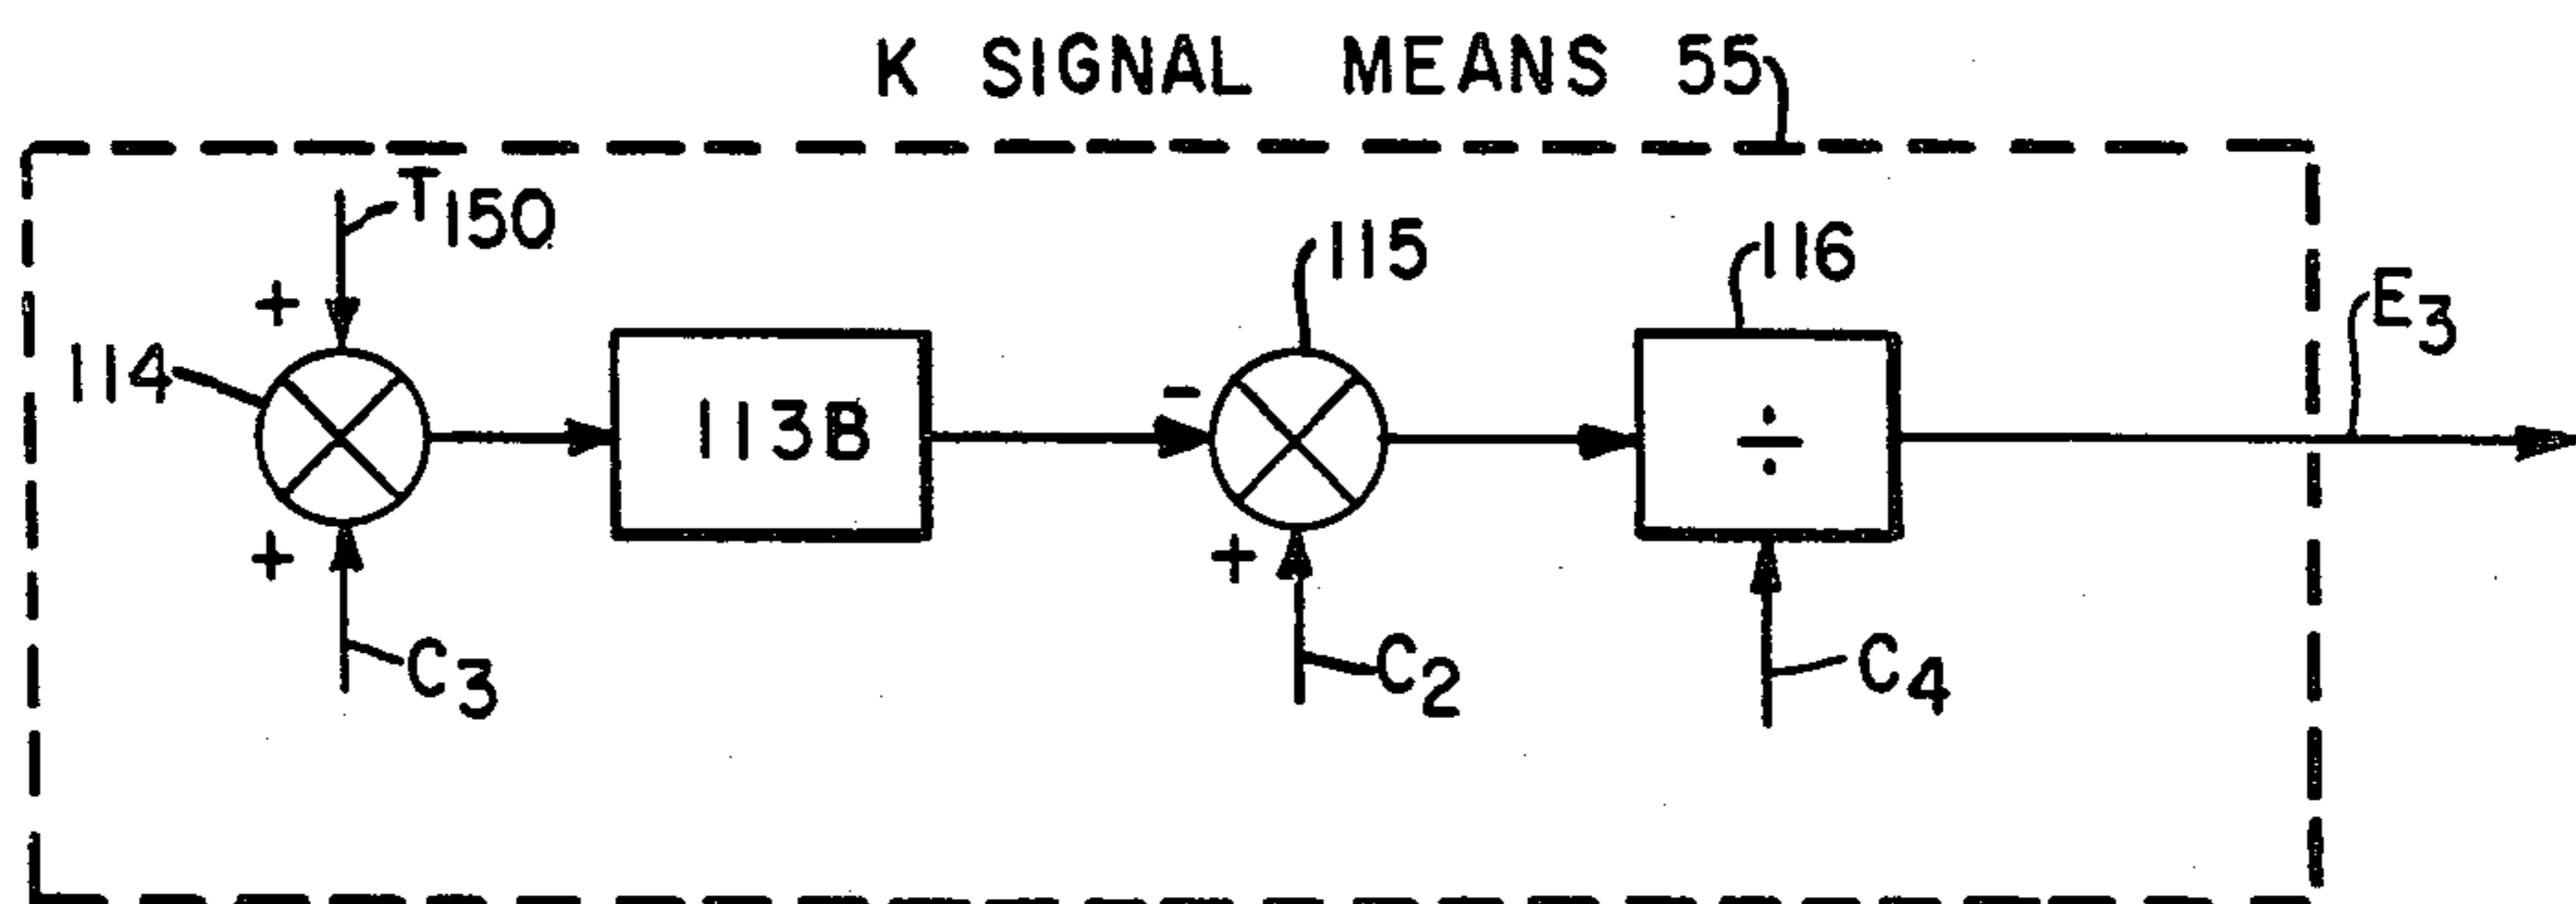 K SIGNAL MEANS 55
T150
+
114
+
C3
113B
115
-
+
C2
116
÷
C4
E3